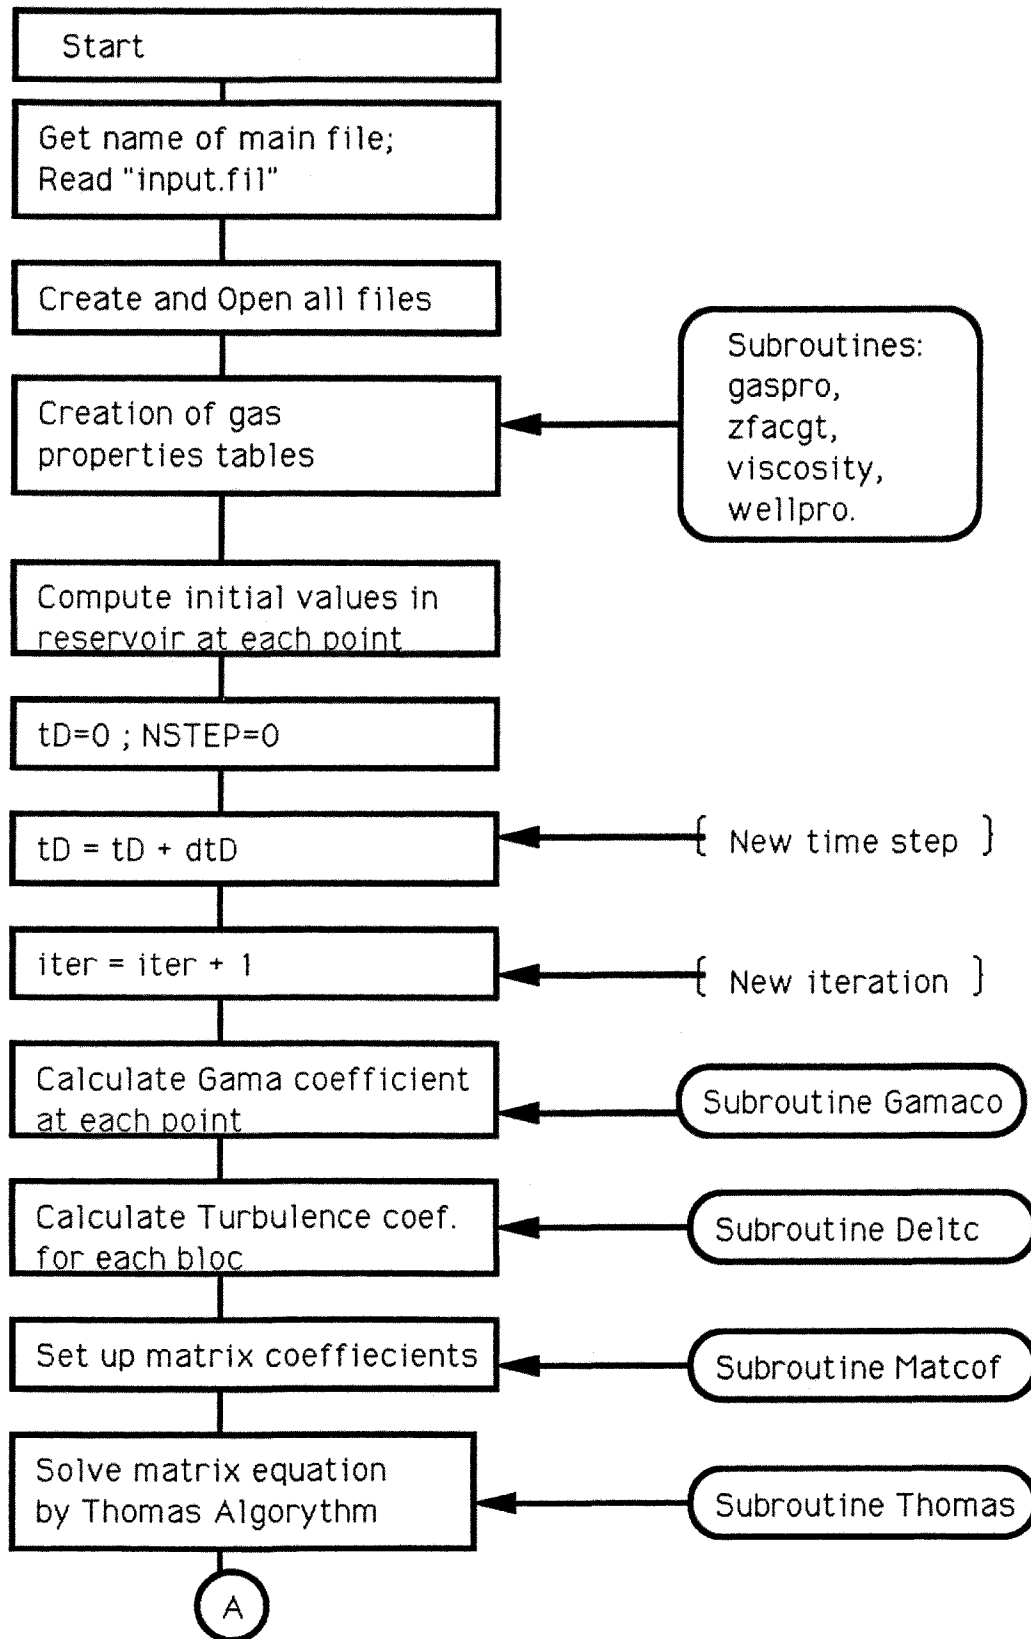 Start
Get name of main file;
Read "input.fil"
Create and Open all files
Subroutines:
gaspro,
zfacgt,
viscosity,
wellpro.
Creation of gas
properties tables
Compute initial values in
reservoir at each point
tD=0 ; NSTEP=0
tD = tD + dtD
{ New time step }
iter = iter + 1
{ New iteration }
Calculate Gama coefficient
at each point
Subroutine Gamaco
Calculate Turbulence coef.
for each bloc
Subroutine Deltc
Set up matrix coeffiecients
Subroutine Matcof
Solve matrix equation
by Thomas Algorythm
Subroutine Thomas
A